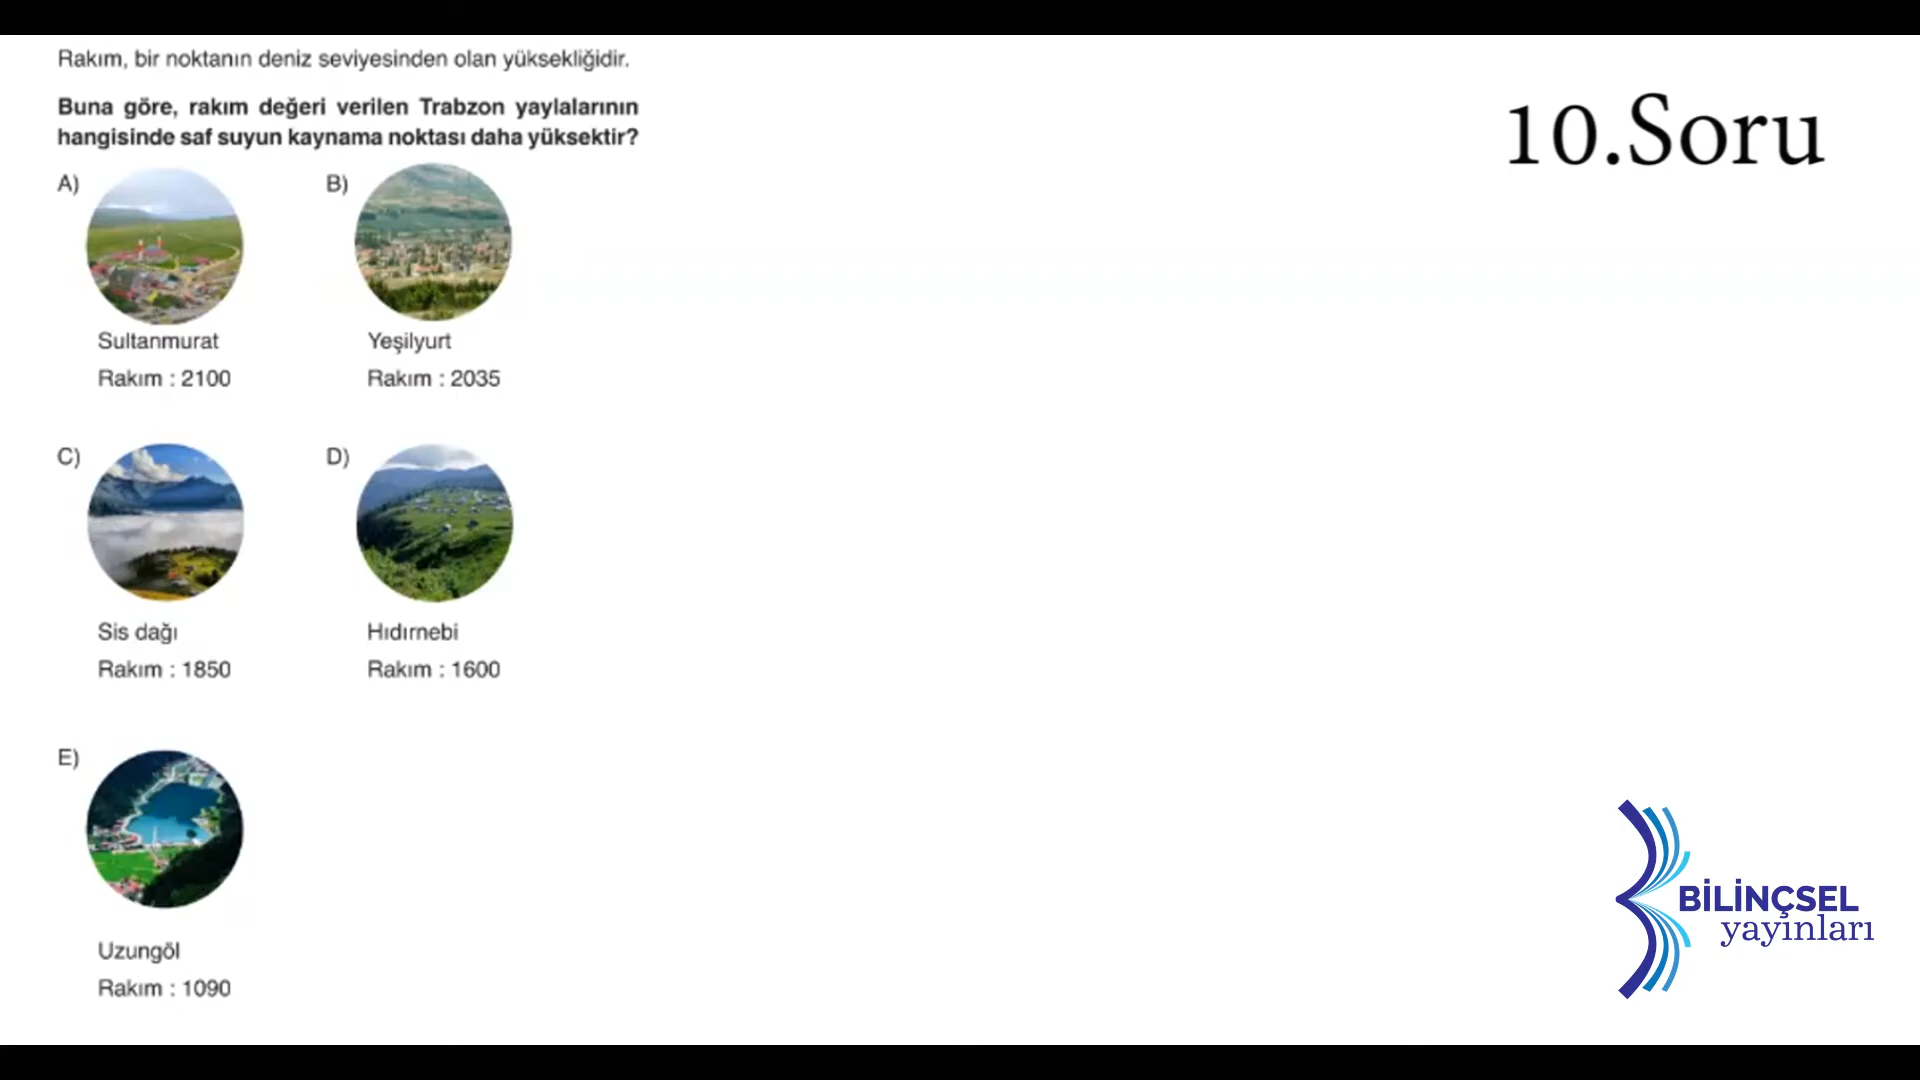 Rakım, bir noktanın deniz seviyesinden olan yüksekliğidir.
Buna göre, rakım değeri verilen Trabzon yaylalarının
hangisinde saf suyun kaynama noktası daha yüksektir?
10.Soru
A)
Sultanmurat
Rakım : 2100
B)
Yeşilyurt
Rakım : 2035
C)
Sis dağı
Rakım : 1850
D)
Hıdırnebi
Rakım : 1600
E)
Uzungöl
Rakım : 1090
BİLİNÇSEL
yayınları